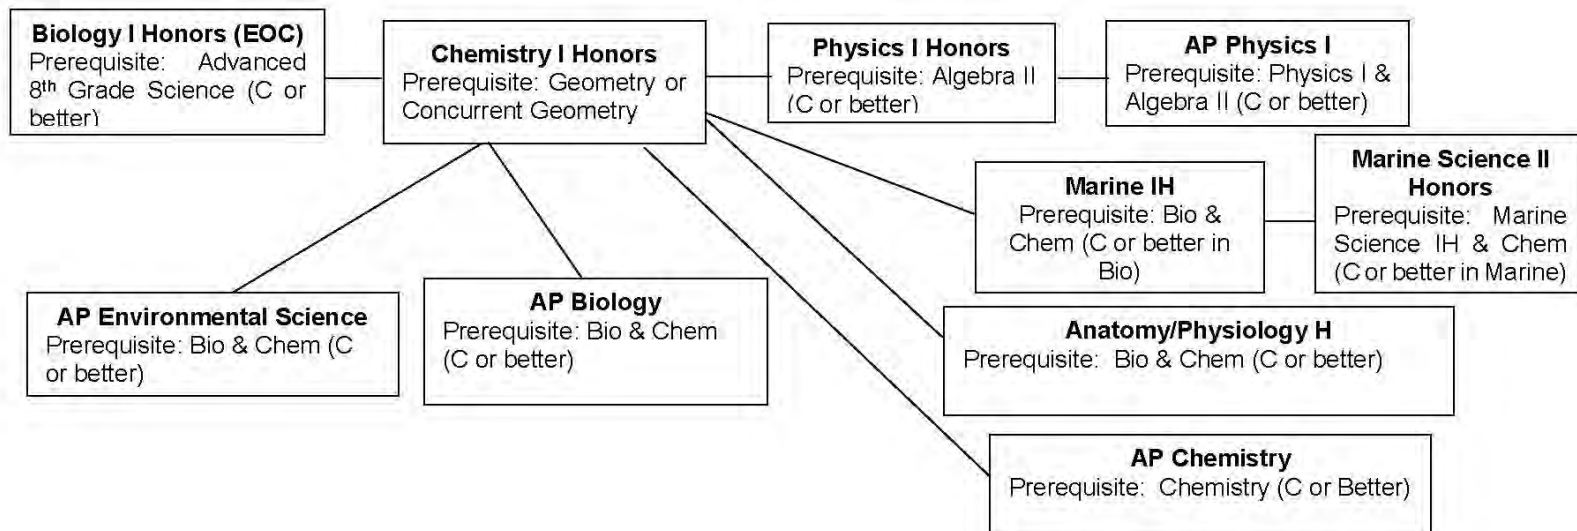 Biology I Honors (EOC)
Prerequisite: Advanced
8th Grade Science (C or
better)
Chemistry I Honors
Prerequisite: Geometry or
Concurrent Geometry
Physics I Honors
Prerequisite: Algebra II
(C or better)
AP Physics I
Prerequisite: Physics I &
Algebra II (C or better)
Marine IH
Prerequisite: Bio &
Chem (C or better in
Bio)
Marine Science II
Honors
Prerequisite: Marine
Science IH & Chem
(C or better in Marine)
AP Environmental Science
Prerequisite: Bio & Chem (C
or better)
AP Biology
Prerequisite: Bio & Chem
(C or better)
Anatomy/Physiology H
Prerequisite: Bio & Chem (C or better)
AP Chemistry
Prerequisite: Chemistry (C or Better)